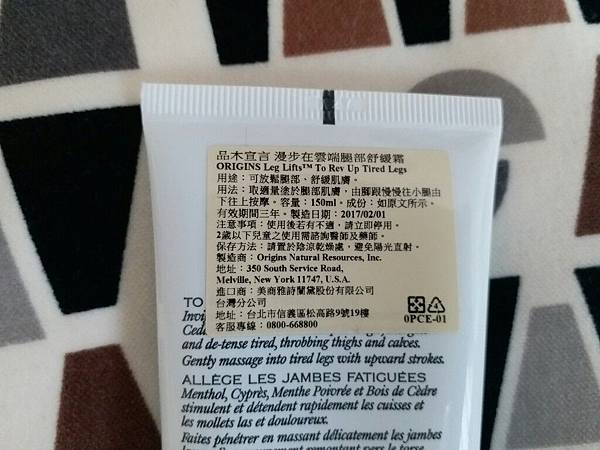 品木宣言 漫步在雲端腿部舒緩霜
ORIGINS Leg Lifts™ To Rev Up Tired Legs
用途：可放鬆腿部、舒緩肌膚。
用法：取適量塗於腿部肌膚，由腳跟慢慢往小腿由
下往上按摩。容量：150ml。成份：如原文所示。
有效期間三年。製造日期：2017/02/01
注意事項：使用後若有不適，請立即停用。
2歲以下兒童之使用需諮詢醫師及藥師。
保存方法：請置於陰涼乾燥處，避免陽光直射。
製造商：Origins Natural Resources, Inc.
地址：350 South Service Road,
Melville, New York 11747, U.S.A.
進口商：美商雅詩蘭黛股份有限公司
台灣分公司
地址：台北市信義區松高路9號19樓
客服專線：0800-668800
0PCE-01
TO
and de-tense tired, throbbing thighs and calves.
Gently massage into tired legs with upward strokes.
ALLÈGE LES JAMBES FATIGUÉES
Menthol, Cyprès, Menthe Poivrée et Bois de Cèdre
stimulent et détendent rapidement les cuisses et
les mollets las et douloureux.
Faites pénétrer en massant délicatement les jambes